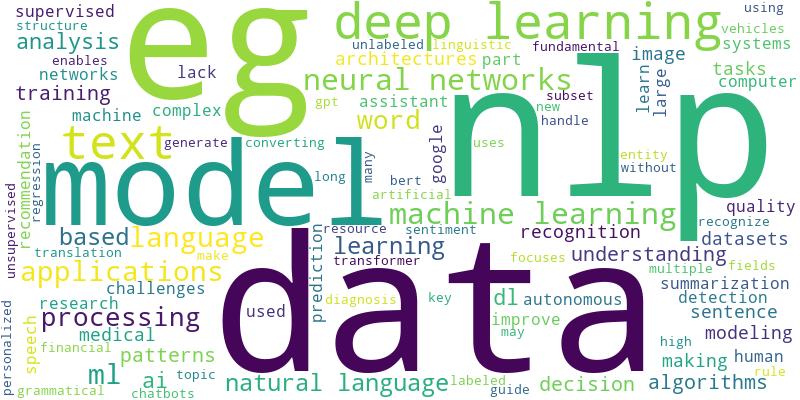 supervised
structure
analysis
enables
networks
training
lack
machine
complex
eg
deep learning
using
vehicles
systems
unlabeled
linguistic
fundamental
architectures
part
image
neural networks
tasks
computer
gpt
assistant
subset
learn
large
word
new
handle
nlp
text
generate
converting
google
uses
entity
without
recommendation
regression
model
long
many
bert
artificial
machine learning
quality
recognize
unsupervised
based
language
translation
make
resource
sentiment
recognition
datasets
learning
transformer
focuses
understanding
multiple
fields
applications
challenges
prediction
data
summarization
detection
research
personalized
speech
processing
medical
used
diagnosis
key
dl
autonomous
improve
may
sentence
modeling
financial
patterns
high
making
human
ml
ai
topic
natural language
labeled
guide
decision
algorithms
rule
grammatical
chatbots